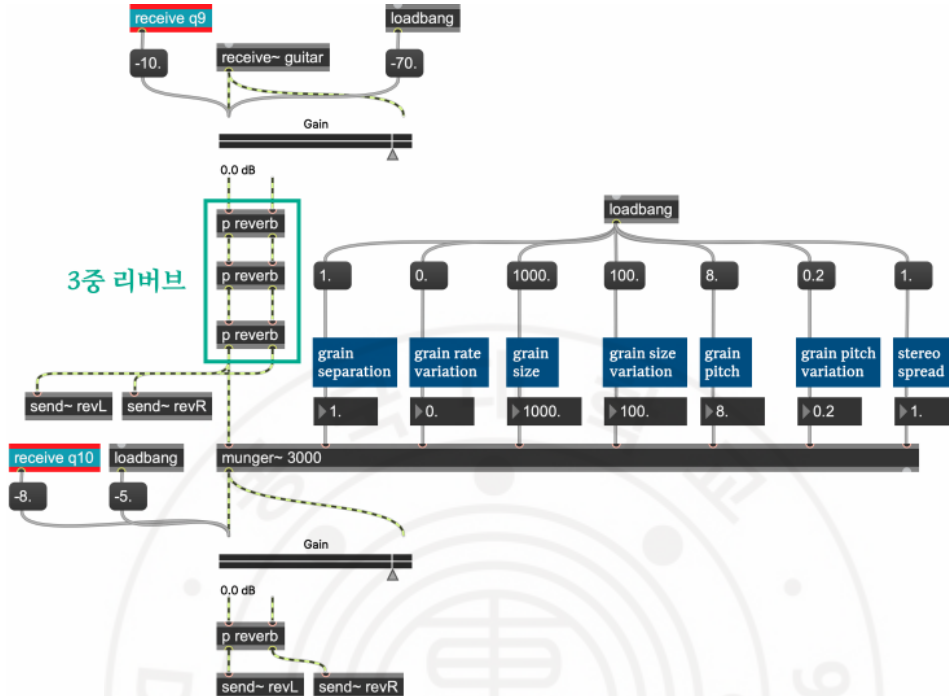 receive q9
loadbang
-10.
receive~ guitar
-70.
Gain
0.0 dB
3중 리버브
p reverb
p reverb
p reverb
send~ revL
send~ revR
loadbang
1.
0.
1000.
100.
8.
0.2
1.
grain
separation
grain rate
variation
grain
size
grain size
variation
grain
pitch
grain pitch
variation
stereo
spread
1.
0.
1000.
100.
8.
0.2
1.
receive q10
loadbang
munger~ 3000
-8.
-5.
Gain
0.0 dB
p reverb
send~ revL
send~ revR